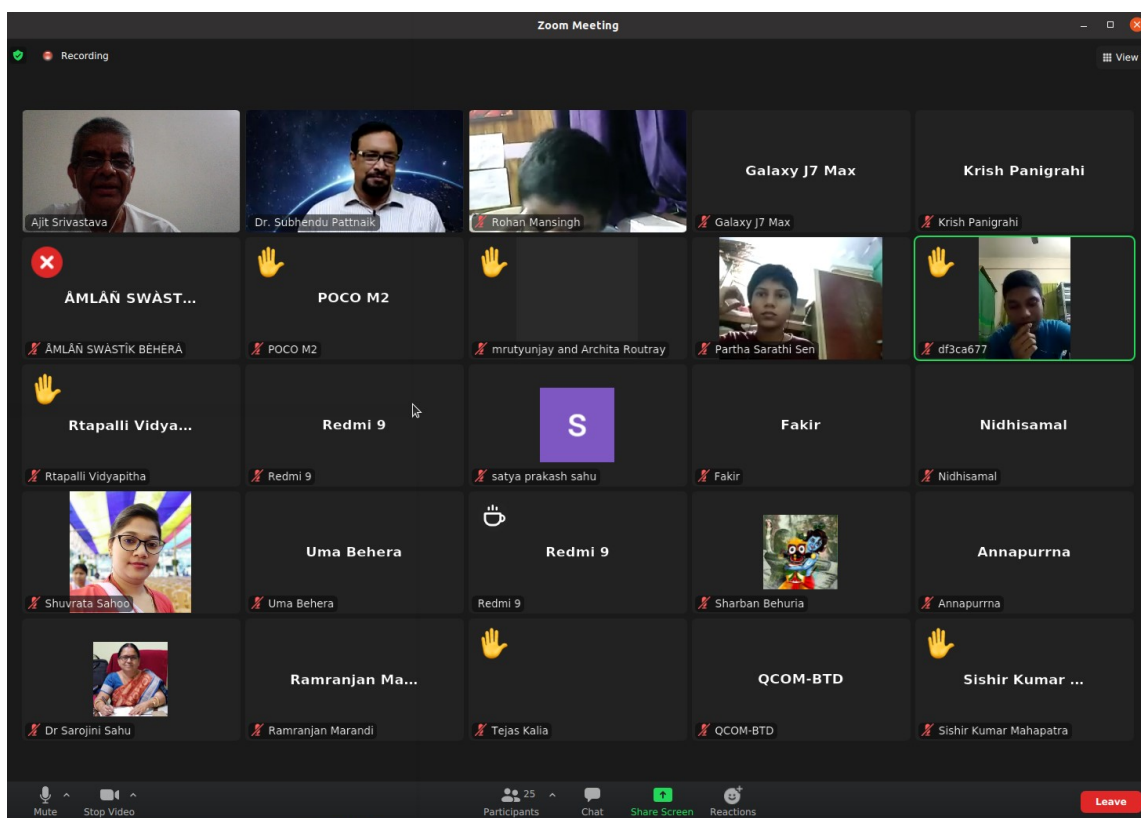 Zoom Meeting
Recording
View
Ajit Srivastava
Dr. Subhendu Pattnaik
Rohan Mansingh
Galaxy J7 Max
Galaxy J7 Max
Krish Panigrahi
Krish Panigrahi
ÅMLÅÑ SWÀST...
ÅMLÅÑ SWÀSTÎK BÉHÉRÀ
POCO M2
POCO M2
mrutyunjay and Archita Routray
Partha Sarathi Sen
df3ca677
Rtapalli Vidya...
Rtapalli Vidyapitha
Redmi 9
Redmi 9
S
satya prakash sahu
Fakir
Fakir
Nidhisamal
Nidhisamal
Shuvrata Sahoo
Uma Behera
Uma Behera
Redmi 9
Redmi 9
Sharban Behuria
Annapurrna
Annapurrna
Dr Sarojini Sahu
Ramranjan Ma...
Ramranjan Marandi
Tejas Kalia
QCOM-BTD
QCOM-BTD
Sishir Kumar ...
Sishir Kumar Mahapatra
Mute
Stop Video
25
Participants
Chat
Share Screen
Reactions
Leave